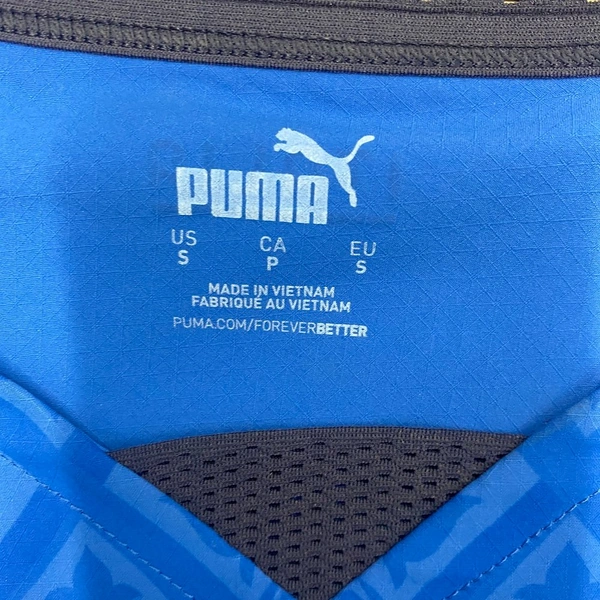 PUMA
US CA EU
S P S
MADE IN VIETNAM
FABRIQUÉ AU VIETNAM
PUMA.COM/FOREVERBETTER